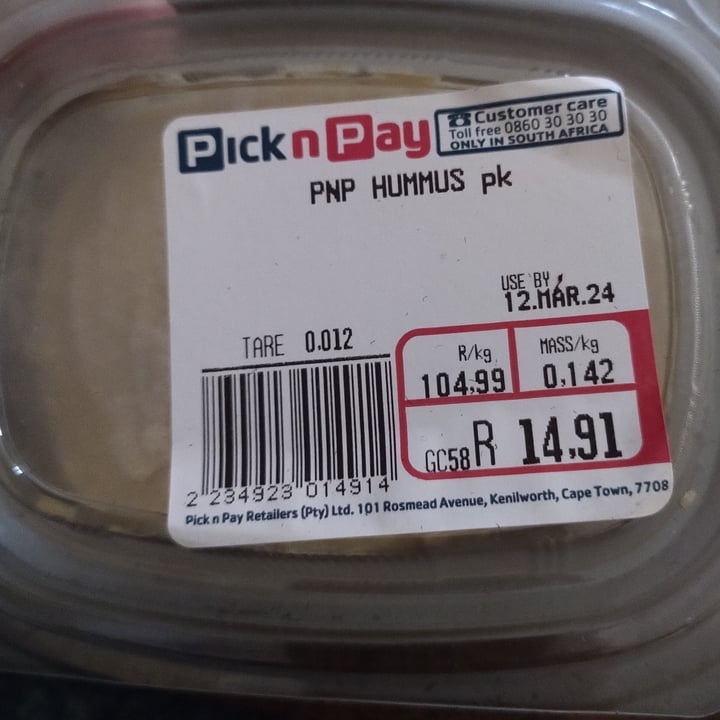 Pick n Pay
Customer care
Toll free 0860 30 30 30
ONLY IN SOUTH AFRICA
PNP HUMMUS pk
USE BY
12.MAR.24
TARE 0.012
R/kg
104,99
MASS/kg
0,142
GC58 R 14,91
2 234923 014914
Pick n Pay Retailers (Pty) Ltd. 101 Rosmead Avenue, Kenilworth, Cape Town, 7708